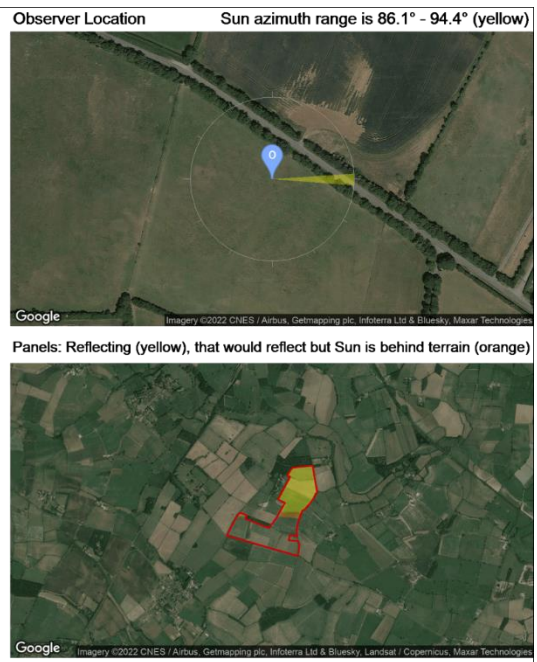 Observer Location Sun azimuth range is 86.1° - 94.4° (yellow)
O
Google
Imagery ©2022 CNES / Airbus, Getmapping plc, Infoterra Ltd & Bluesky, Maxar Technologies
Panels: Reflecting (yellow), that would reflect but Sun is behind terrain (orange)
Google
Imagery ©2022 CNES / Airbus, Getmapping plc, Infoterra Ltd & Bluesky, Landsat / Copernicus, Maxar Technologies